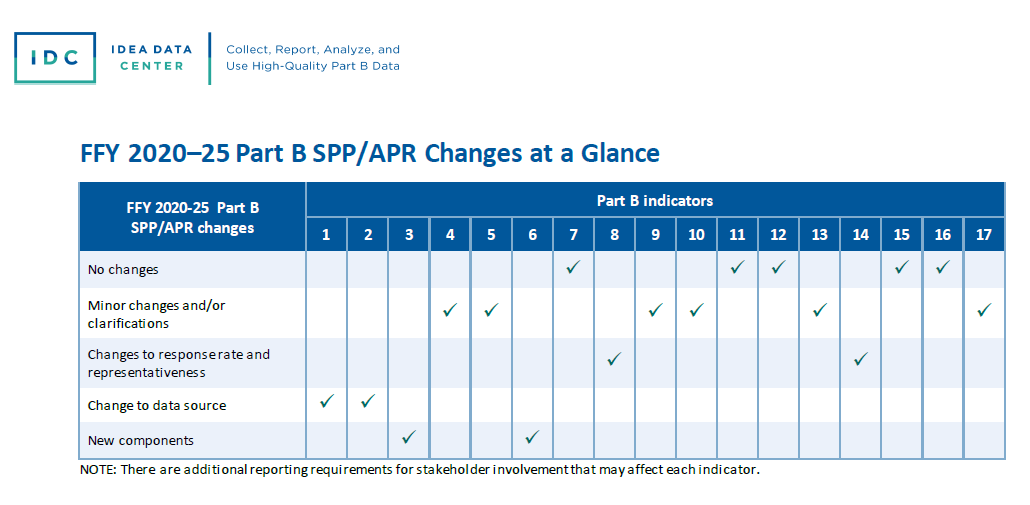 IDC
IDEA DATA
CENTER
Collect, Report, Analyze, and
Use High-Quality Part B Data
FFY 2020–25 Part B SPP/APR Changes at a Glance
FFY 2020-25 Part B
SPP/APR changes
Part B indicators
1 2 3 4 5 6 7 8 9 10 11 12 13 14 15 16 17
No changes ✓ ✓ ✓ ✓ ✓
Minor changes and/or
clarifications ✓ ✓ ✓ ✓ ✓ ✓
Changes to response rate and
representativeness ✓ ✓
Change to data source ✓ ✓
New components ✓ ✓
NOTE: There are additional reporting requirements for stakeholder involvement that may affect each indicator.